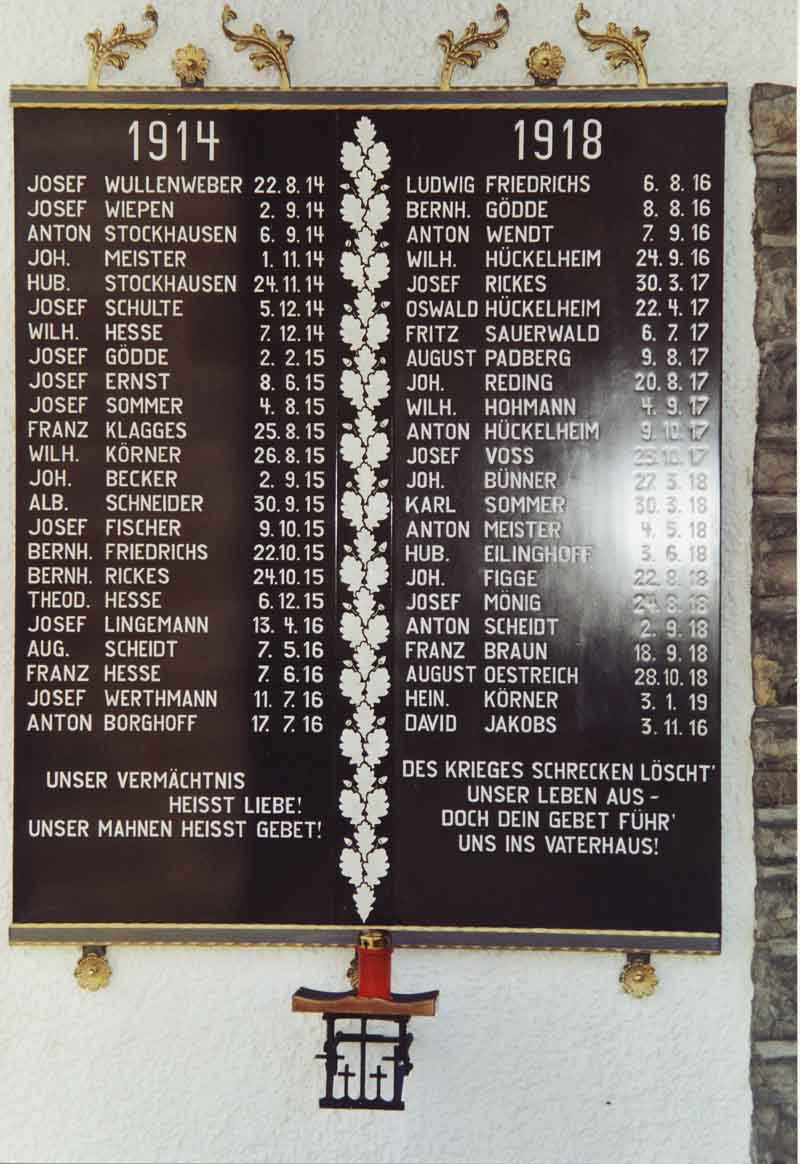 1914
JOSEF WULLENWEBER 22.8.14
JOSEF WIEPEN 2.9.14
ANTON STOCKHAUSEN 6.9.14
JOH. MEISTER 1.11.14
HUB. STOCKHAUSEN 24.11.14
JOSEF SCHULTE 5.12.14
WILH. HESSE 7.12.14
JOSEF GÖDDE 2.2.15
JOSEF ERNST 8.6.15
JOSEF SOMMER 4.8.15
FRANZ KLAGGES 25.8.15
WILH. KÖRNER 26.8.15
JOH. BECKER 2.9.15
ALB. SCHNEIDER 30.9.15
JOSEF FISCHER 9.10.15
BERNH. FRIEDRICHS 22.10.15
BERNH. RICKES 24.10.15
THEOD. HESSE 6.12.15
JOSEF LINGEMANN 13.4.16
AUG. SCHEIDT 7.5.16
FRANZ HESSE 7.6.16
JOSEF WERTHMANN 11.7.16
ANTON BORGHOFF 17.7.16
UNSER VERMÄCHTNIS
HEISST LIEBE!
UNSER MAHNEN HEISST GEBET!
1918
LUDWIG FRIEDRICHS 6.8.16
BERNH. GÖDDE 8.8.16
ANTON WENDT 7.9.16
WILH. HÜCKELHEIM 24.9.16
JOSEF RICKES 30.3.17
OSWALD HÜCKELHEIM 22.4.17
FRITZ SAUERWALD 6.7.17
AUGUST PADBERG 9.8.17
JOH. REDING 20.8.17
WILH. HOHMANN 4.9.17
ANTON HÜCKELHEIM 9.10.17
JOSEF VOSS
JOH. BÜNNER 27.3.18
KARL SOMMER 30.3.18
ANTON MEISTER 4.5.18
HUB. EILINGHOFF 3.6.18
JOH. FIGGE 22.8.18
JOSEF MÖNIG 24.8.18
ANTON SCHEIDT 2.9.18
FRANZ BRAUN 18.9.18
AUGUST OESTREICH 28.10.18
HEIN. KÖRNER 3.1.19
DAVID JAKOBS 3.11.16
DES KRIEGES SCHRECKEN LÖSCHT'
UNSER LEBEN AUS –
DOCH DEIN GEBET FÜHR'
UNS INS VATERHAUS!